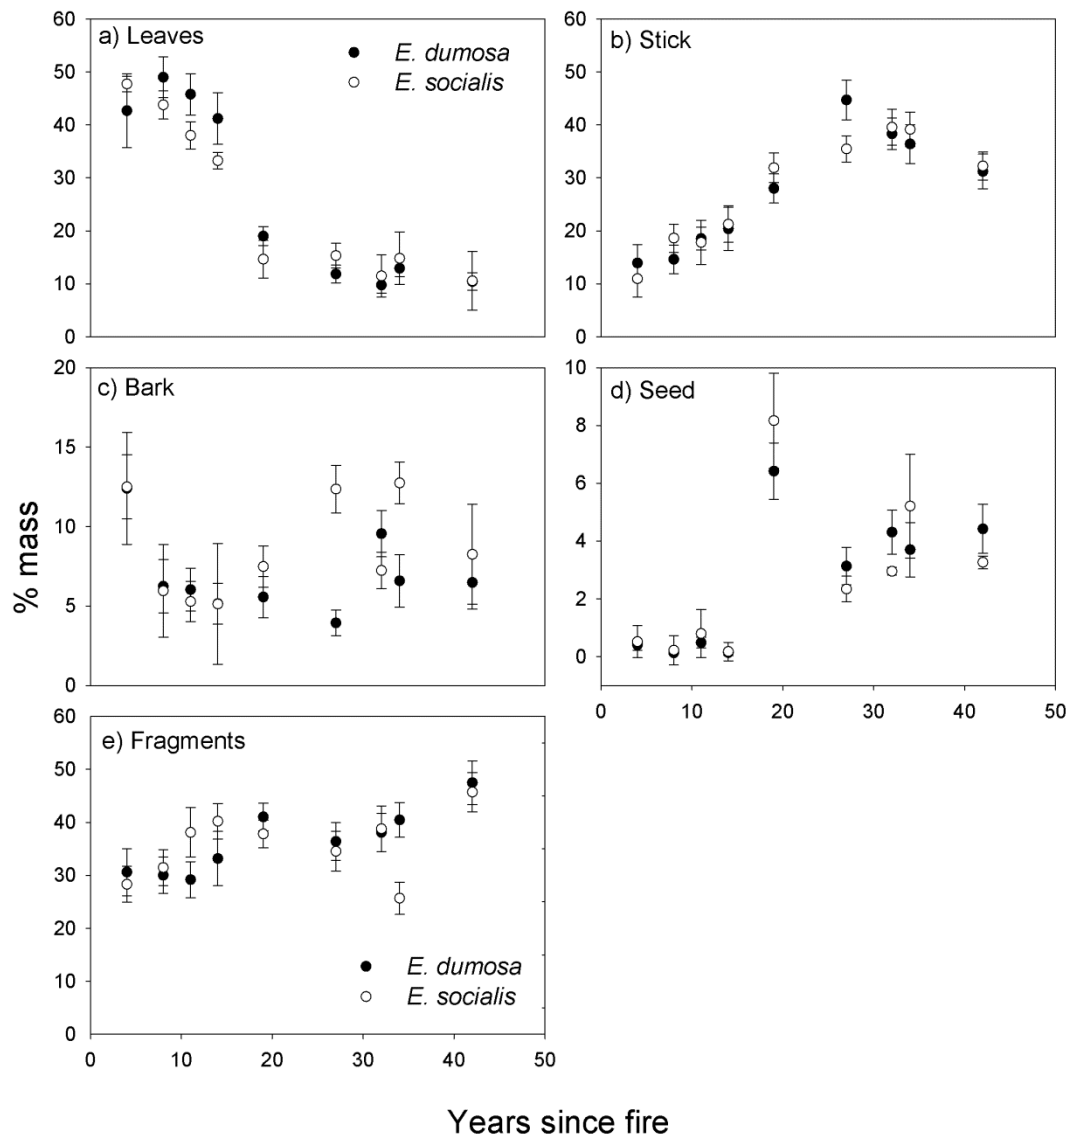 60
50
40
30
20
10
0
a) Leaves
E. dumosa
E. socialis
60
50
40
30
20
10
0
b) Stick
20
15
10
5
0
c) Bark
10
8
6
4
2
0
d) Seed
0 10 20 30 40 50
60
50
40
30
20
10
0
e) Fragments
E. dumosa
E. socialis
0 10 20 30 40 50
% mass
Years since fire